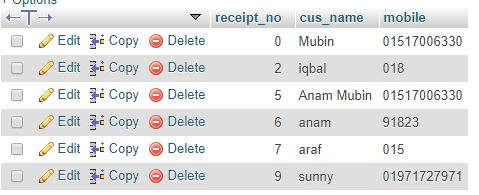 + Options
receipt_no cus_name mobile
Edit Copy Delete 0 Mubin 01517006330
Edit Copy Delete 2 iqbal 018
Edit Copy Delete 5 Anam Mubin 01517006330
Edit Copy Delete 6 anam 91823
Edit Copy Delete 7 araf 015
Edit Copy Delete 9 sunny 01971727971